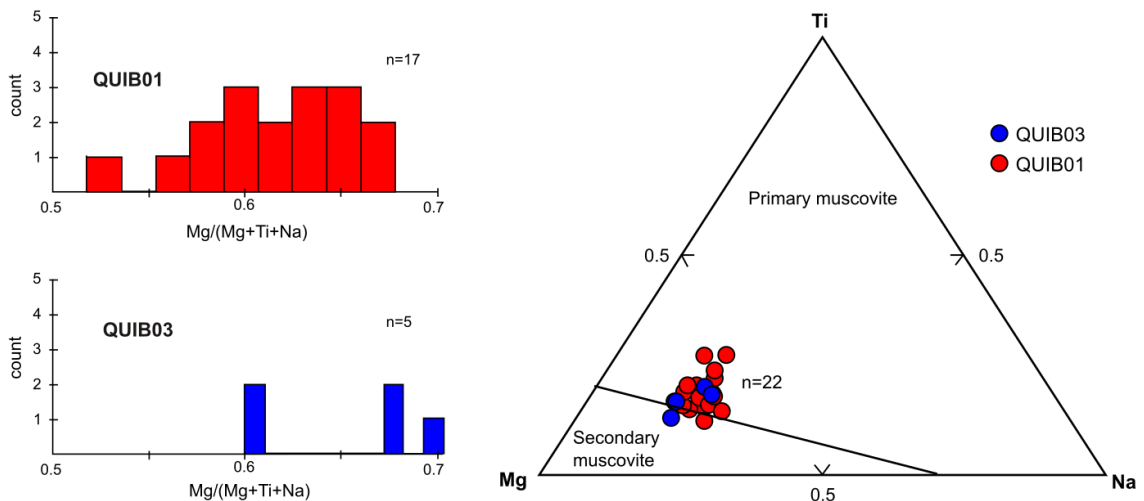 5
4
3
2
1
count
QUIB01
n=17
0.5
0.6
0.7
Mg/(Mg+Ti+Na)
5
4
3
2
1
count
QUIB03
n=5
0.5
0.6
0.7
Mg/(Mg+Ti+Na)
Ti
QUIB03
QUIB01
Primary muscovite
0.5
0.5
n=22
Secondary
muscovite
Mg
0.5
Na